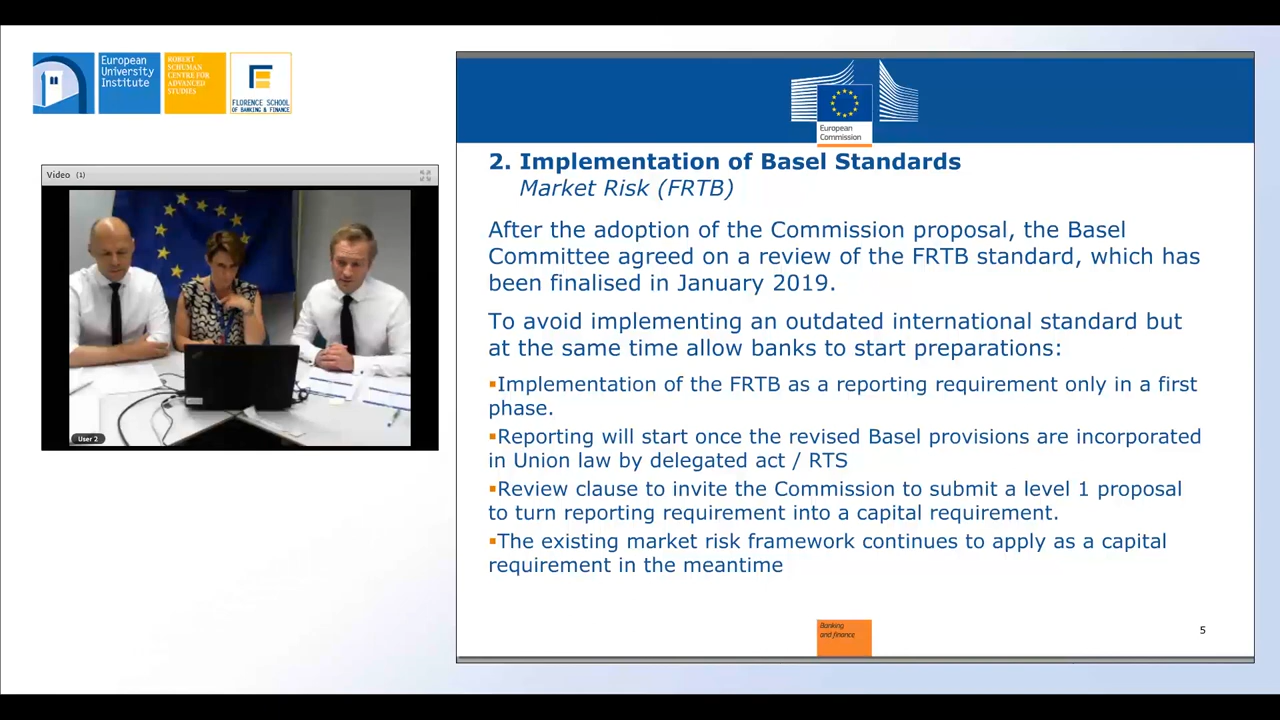 European
University
Institute
ROBERT
SCHUMAN
CENTRE FOR
ADVANCED
STUDIES
FLORENCE SCHOOL
OF BANKING & FINANCE
Video (1)
User 2
European
Commission
2. Implementation of Basel Standards
Market Risk (FRTB)
After the adoption of the Commission proposal, the Basel
Committee agreed on a review of the FRTB standard, which has
been finalised in January 2019.
To avoid implementing an outdated international standard but
at the same time allow banks to start preparations:
▪Implementation of the FRTB as a reporting requirement only in a first
phase.
▪Reporting will start once the revised Basel provisions are incorporated
in Union law by delegated act / RTS
▪Review clause to invite the Commission to submit a level 1 proposal
to turn reporting requirement into a capital requirement.
▪The existing market risk framework continues to apply as a capital
requirement in the meantime
Banking
and finance
5